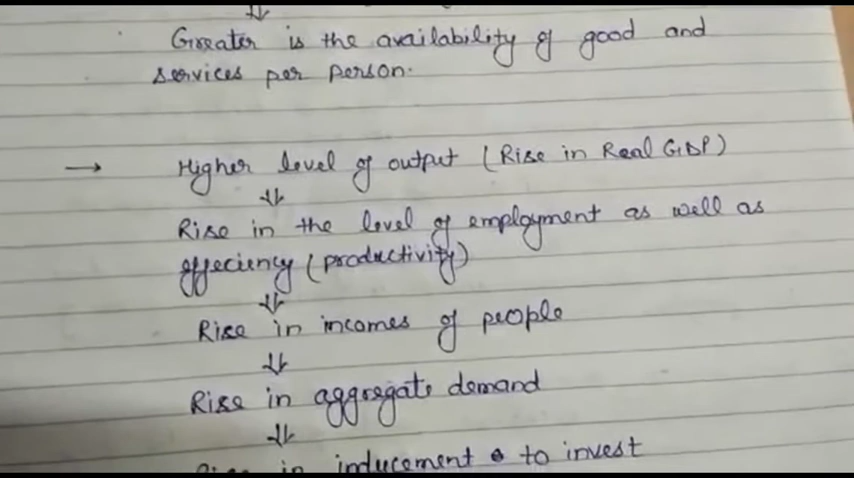 Greater is the availability of good and
services per person.
→ Higher level of output (Rise in Real GDP)
⇓
Rise in the level of employment as well as
effeciency (productivity)
⇓
Rise in incomes of people
⇓
Rise in aggregate demand
⇓
Rise in inducement to invest